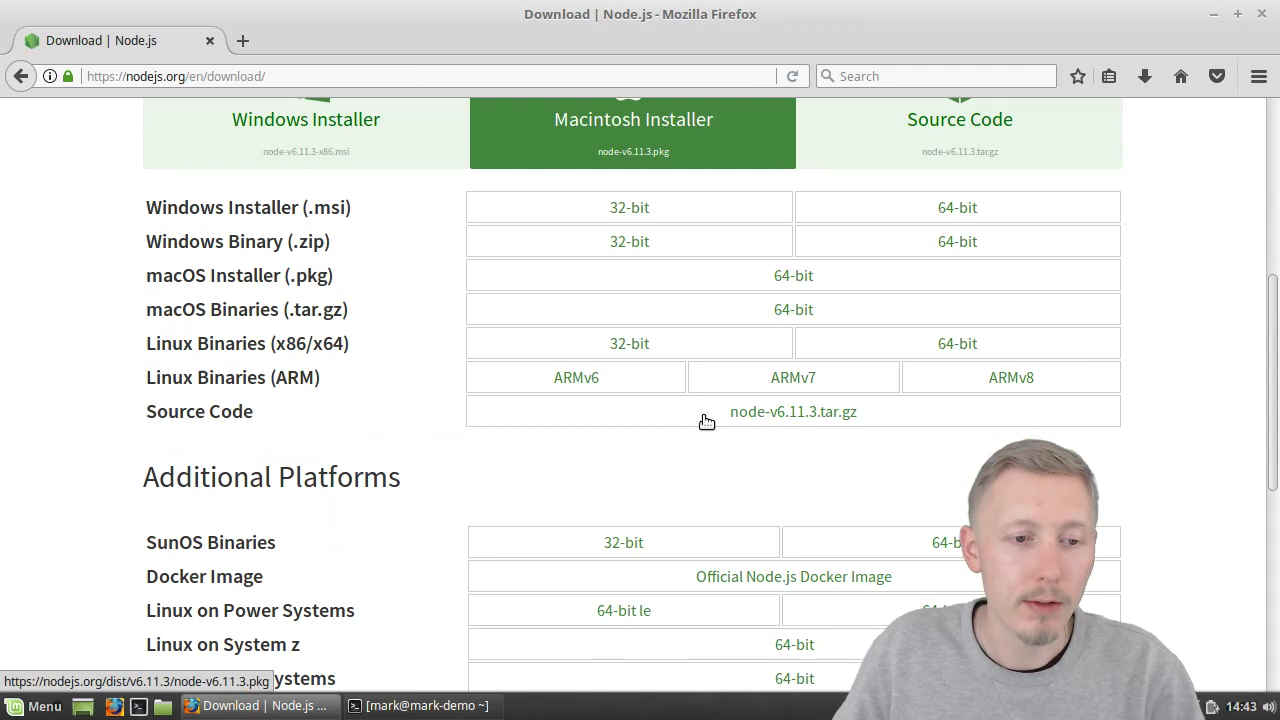 Download | Node.js - Mozilla Firefox
Download | Node.js
https://nodejs.org/en/download/
Search
Windows Installer
Macintosh Installer
Source Code
node-v6.11.3-x86.msi
node-v6.11.3.pkg
node-v6.11.3.tar.gz
Windows Installer (.msi) 32-bit 64-bit
Windows Binary (.zip) 32-bit 64-bit
macOS Installer (.pkg) 64-bit
macOS Binaries (.tar.gz) 64-bit
Linux Binaries (x86/x64) 32-bit 64-bit
Linux Binaries (ARM) ARMv6 ARMv7 ARMv8
Source Code node-v6.11.3.tar.gz
Additional Platforms
SunOS Binaries 32-bit 64-b
Docker Image Official Node.js Docker Image
Linux on Power Systems 64-bit le
Linux on System z 64-bit
ystems 64-bit
https://nodejs.org/dist/v6.11.3/node-v6.11.3.pkg
Menu Download | Node.js ... [mark@mark-demo ~] 14:43